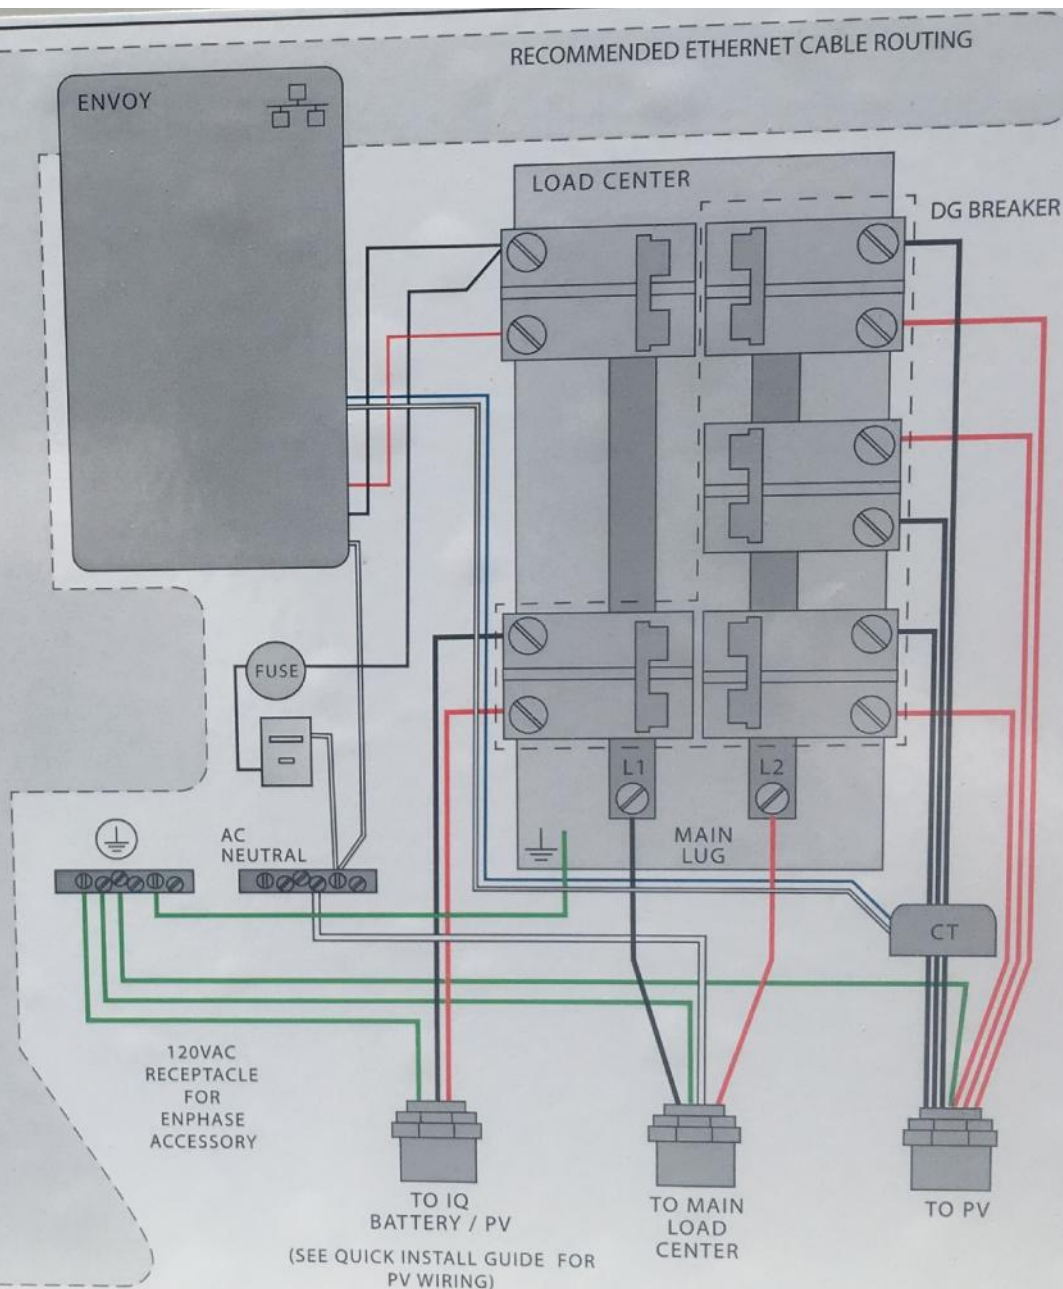 RECOMMENDED ETHERNET CABLE ROUTING
ENVOY
LOAD CENTER
DG BREAKER
FUSE
L1
L2
MAIN
LUG
AC
NEUTRAL
CT
120VAC
RECEPTACLE
FOR
ENPHASE
ACCESSORY
TO IQ
BATTERY / PV
(SEE QUICK INSTALL GUIDE FOR
PV WIRING)
TO MAIN
LOAD
CENTER
TO PV